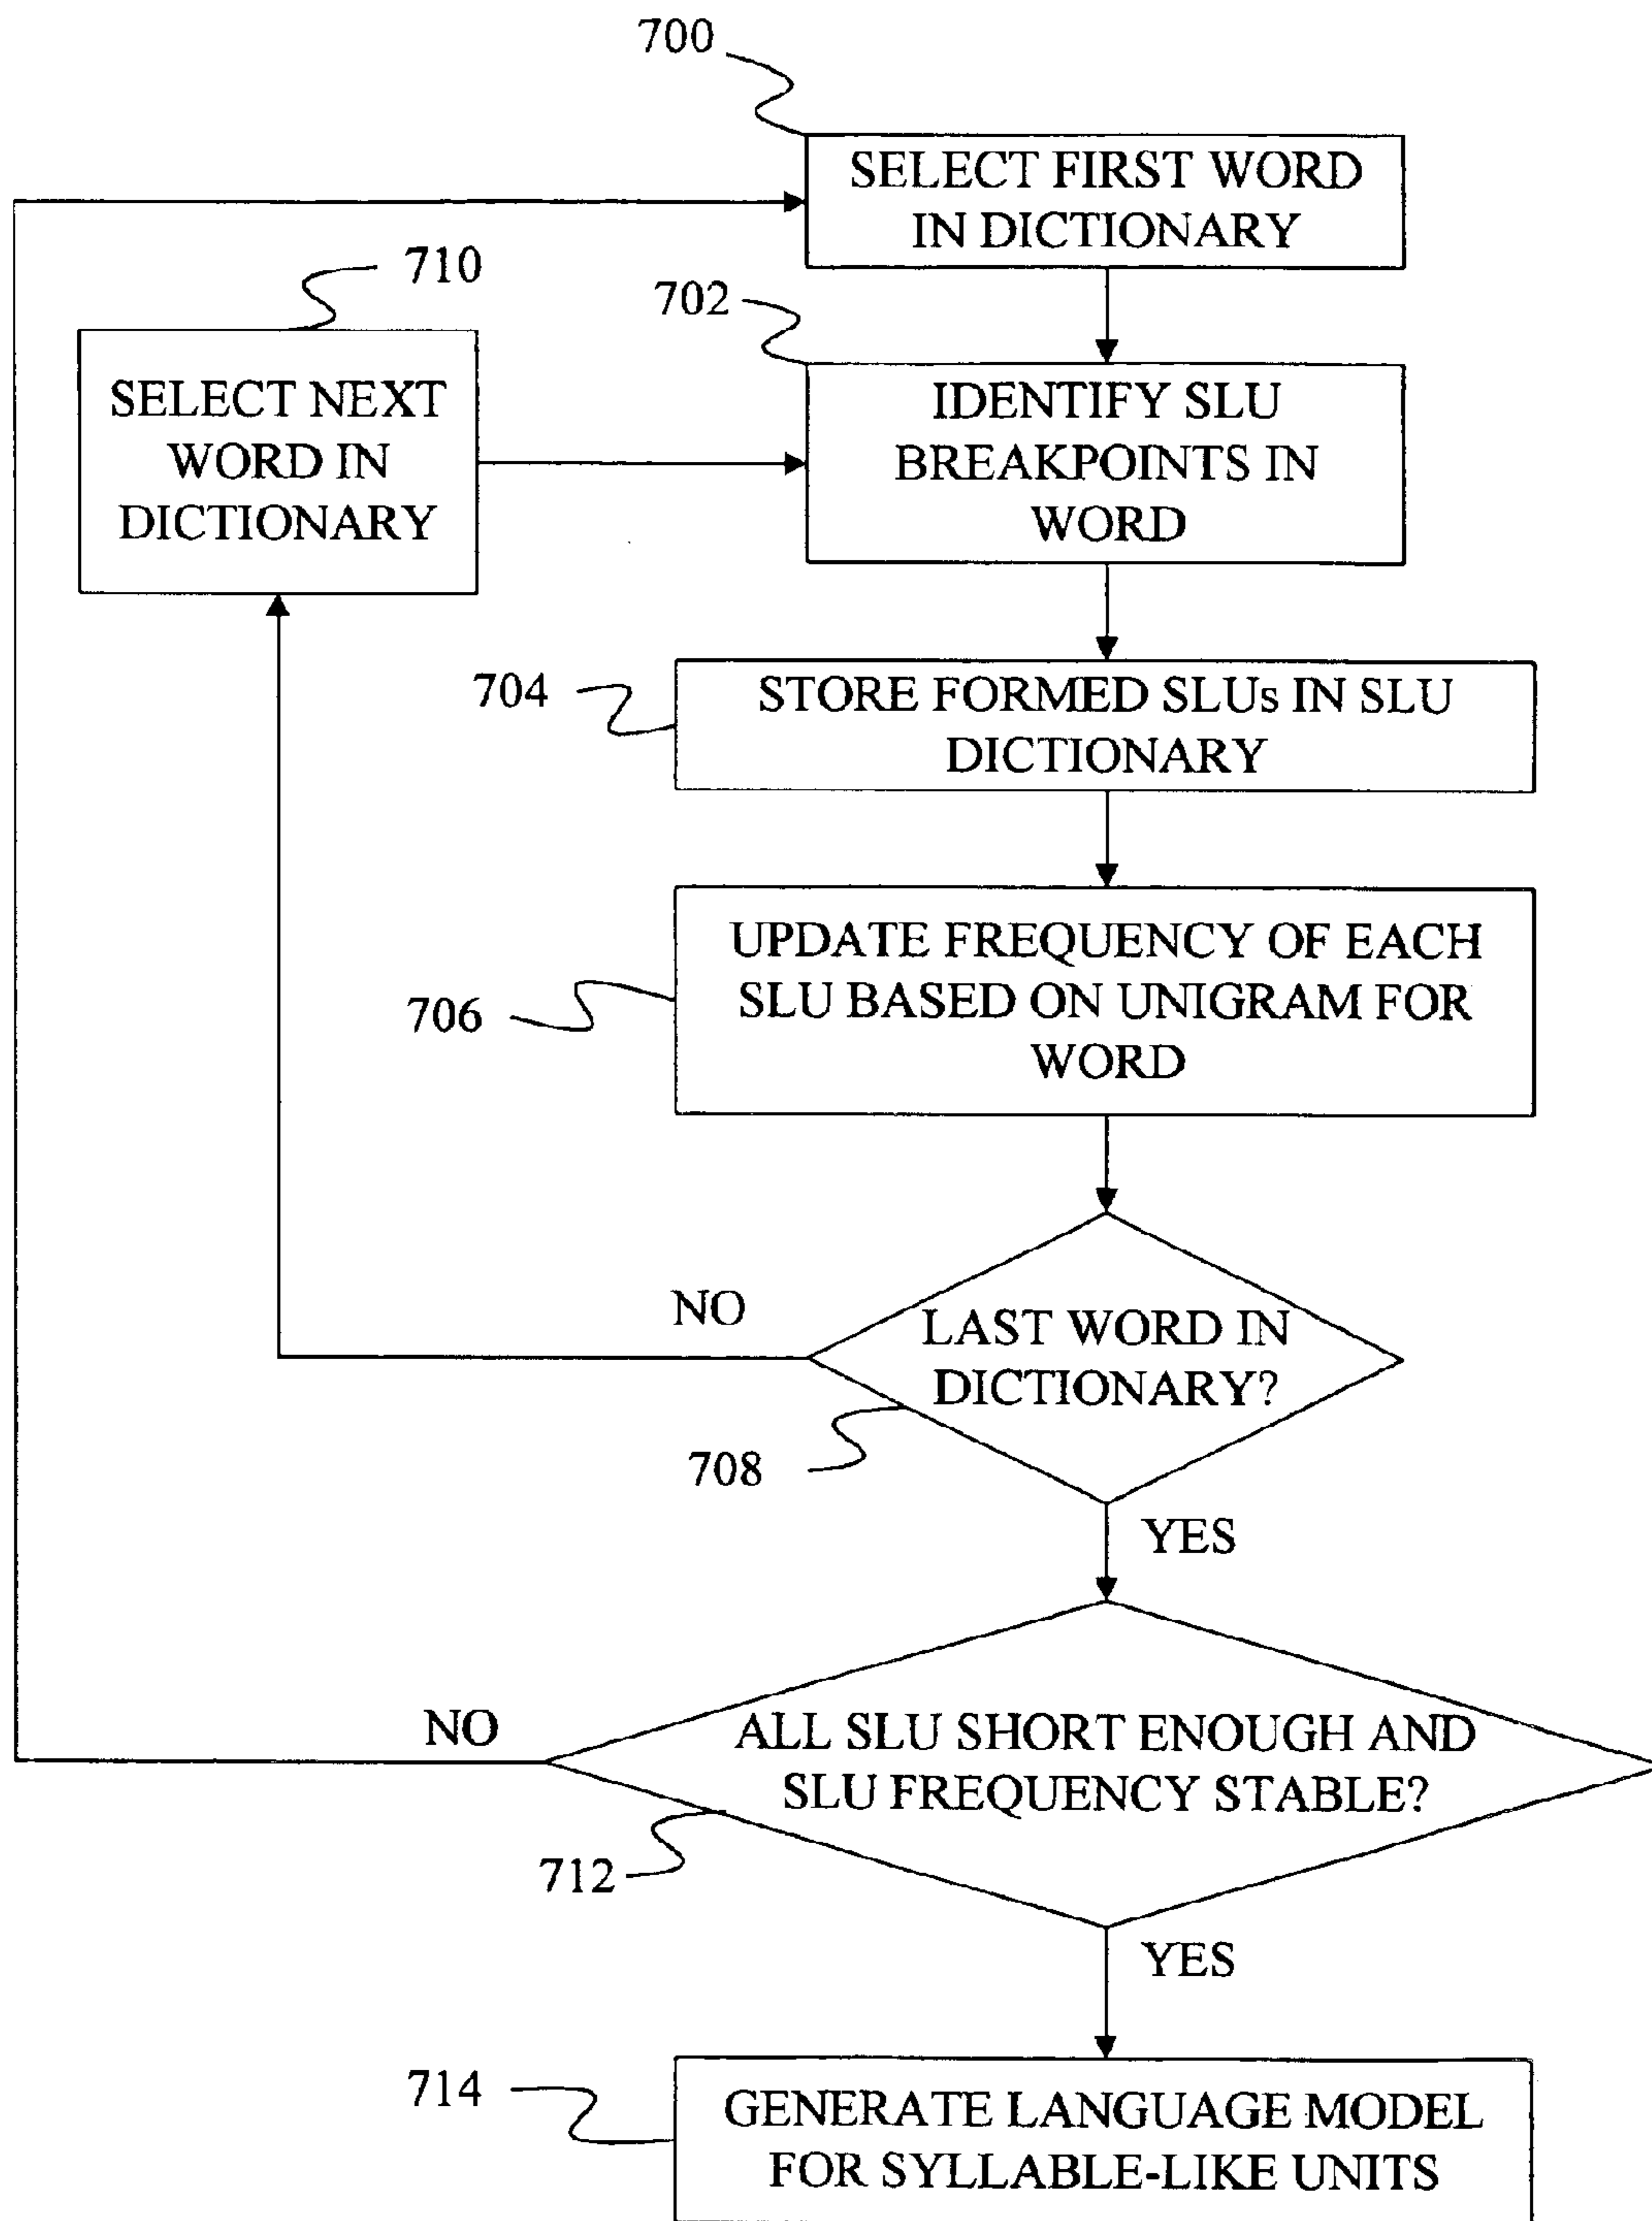 700
SELECT FIRST WORD
IN DICTIONARY
710
702
SELECT NEXT
WORD IN
DICTIONARY
IDENTIFY SLU
BREAKPOINTS IN
WORD
704
STORE FORMED SLUs IN SLU
DICTIONARY
706
UPDATE FREQUENCY OF EACH
SLU BASED ON UNIGRAM FOR
WORD
NO
LAST WORD IN
DICTIONARY?
708
YES
NO
ALL SLU SHORT ENOUGH AND
SLU FREQUENCY STABLE?
712
YES
714
GENERATE LANGUAGE MODEL
FOR SYLLABLE-LIKE UNITS